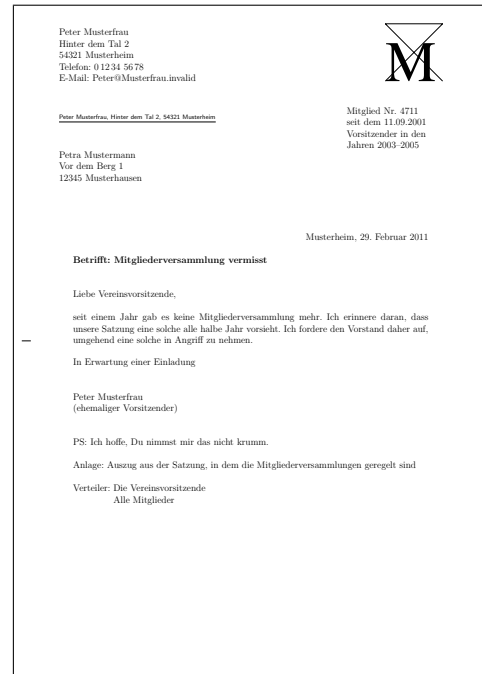 Peter Musterfrau
Hinter dem Tal 2
54321 Musterheim
Telefon: 0 12 34 56 78
E-Mail: Peter@Musterfrau.invalid
M
Peter Musterfrau, Hinter dem Tal 2, 54321 Musterheim
Mitglied Nr. 4711
seit dem 11.09.2001
Vorsitzender in den
Jahren 2003–2005
Petra Mustermann
Vor dem Berg 1
12345 Musterhausen
Musterheim, 29. Februar 2011
Betrifft: Mitgliederversammlung vermisst
Liebe Vereinsvorsitzende,
seit einem Jahr gab es keine Mitgliederversammlung mehr. Ich erinnere daran, dass
unsere Satzung eine solche alle halbe Jahr vorsieht. Ich fordere den Vorstand daher auf,
umgehend eine solche in Angriff zu nehmen.
In Erwartung einer Einladung
Peter Musterfrau
(ehemaliger Vorsitzender)
PS: Ich hoffe, Du nimmst mir das nicht krumm.
Anlage: Auszug aus der Satzung, in dem die Mitgliederversammlungen geregelt sind
Verteiler: Die Vereinsvorsitzende
Alle Mitglieder